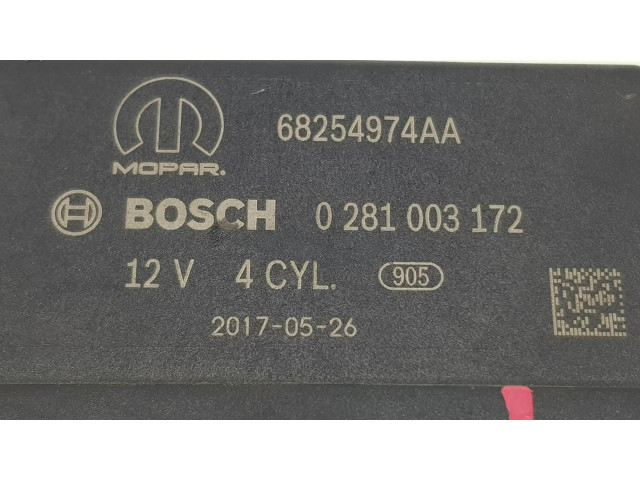 68254974AA
MOPAR.
BOSCH 0 281 003 172
12 V 4 CYL. 905
2017-05-26